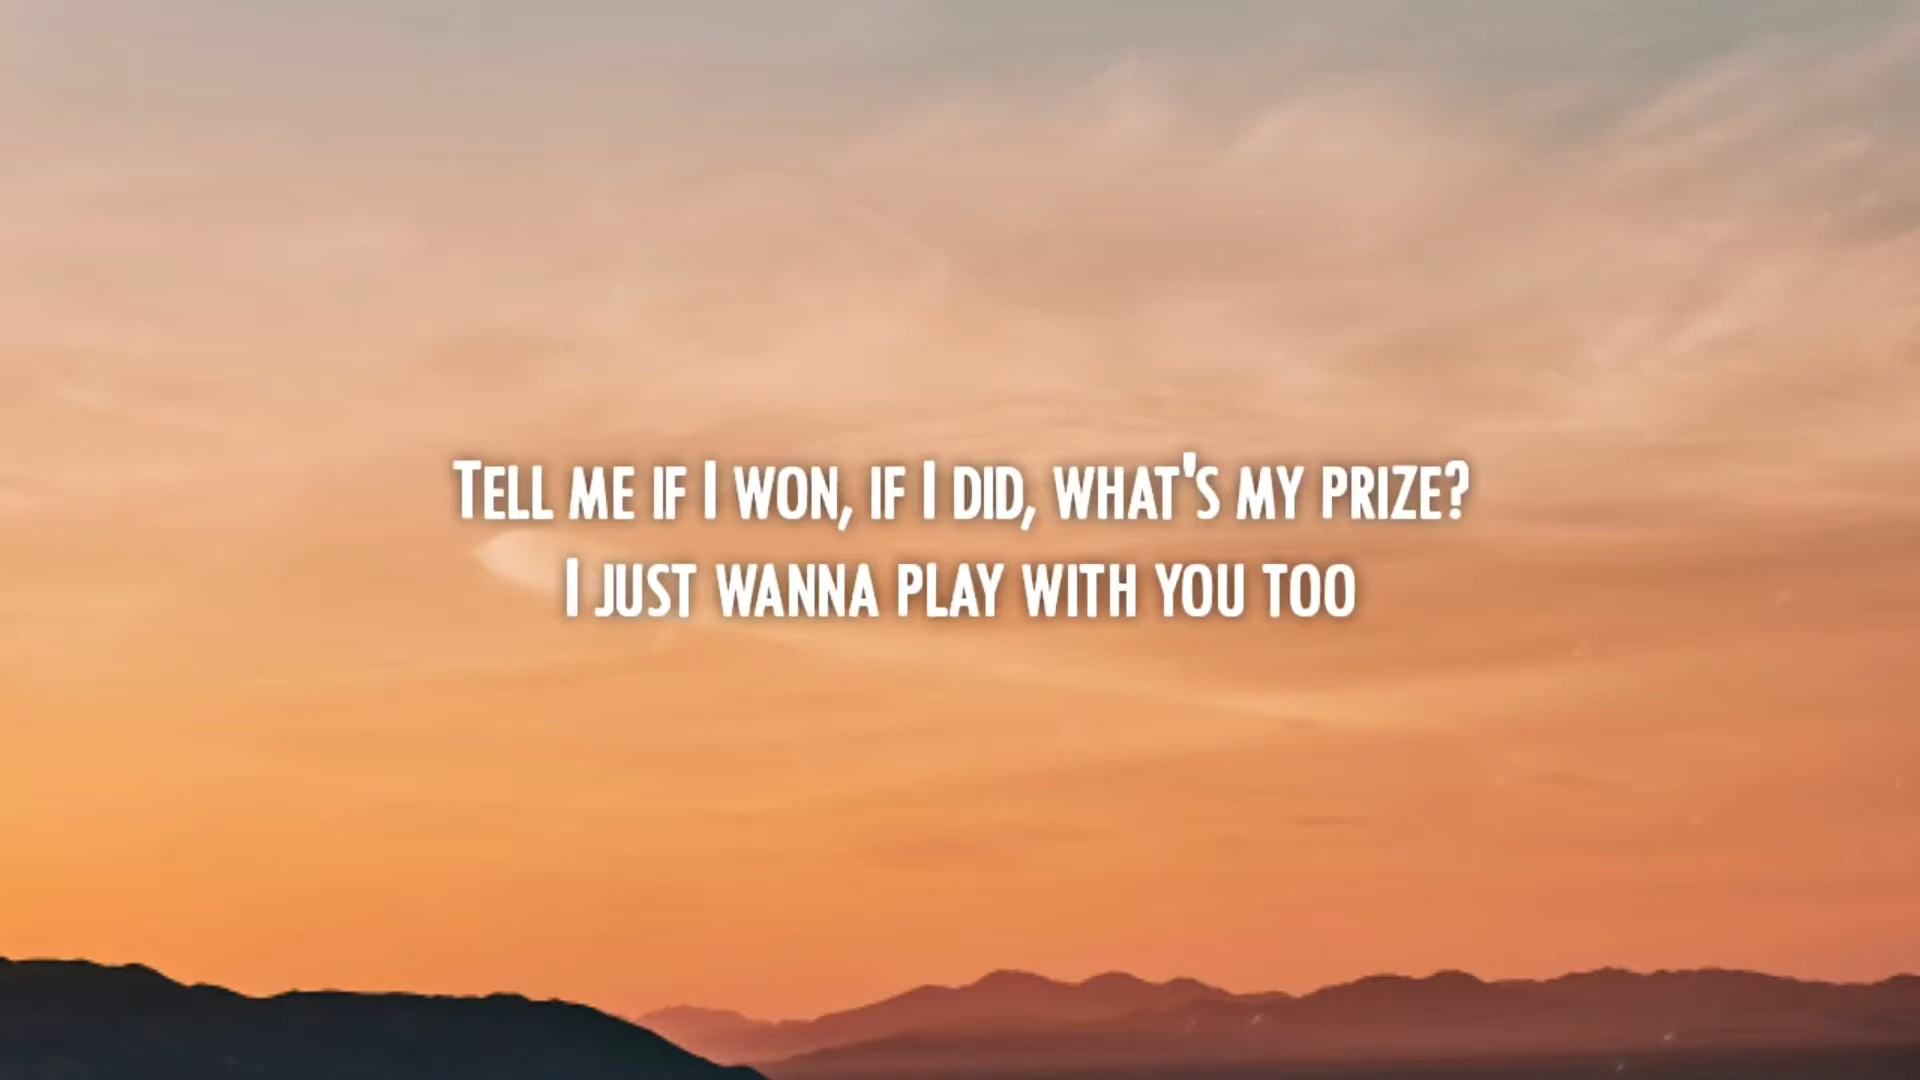 Tell me if I won, if I did, what's my prize?
I just wanna play with you too